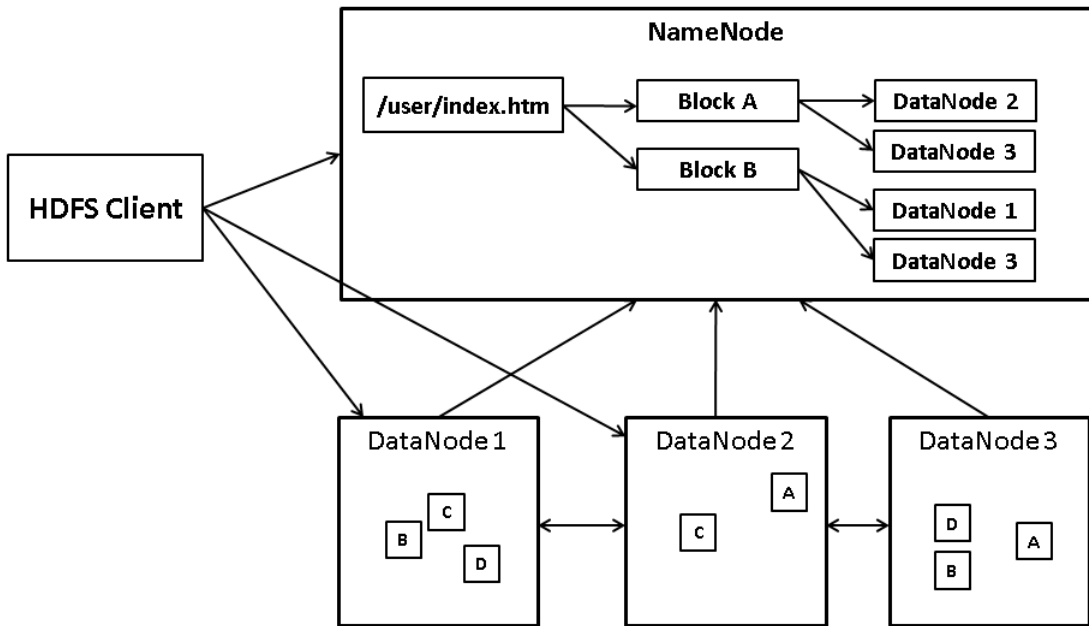 NameNode
/user/index.htm
Block A
DataNode 2
DataNode 3
Block B
DataNode 1
DataNode 3
HDFS Client
DataNode 1
C
B
D
DataNode 2
A
C
DataNode 3
D
A
B